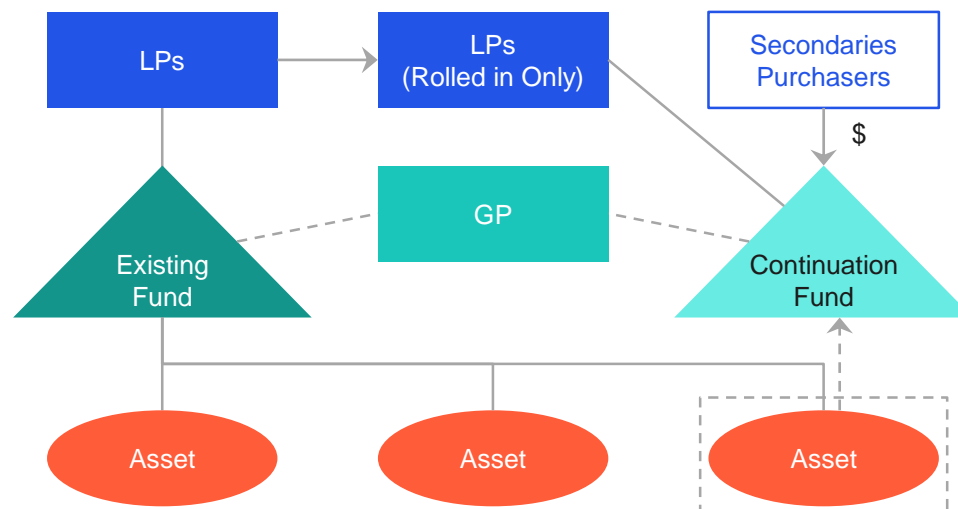 LPs
LPs
(Rolled in Only)
Secondaries
Purchasers
$
GP
Existing
Fund
Continuation
Fund
Asset
Asset
Asset